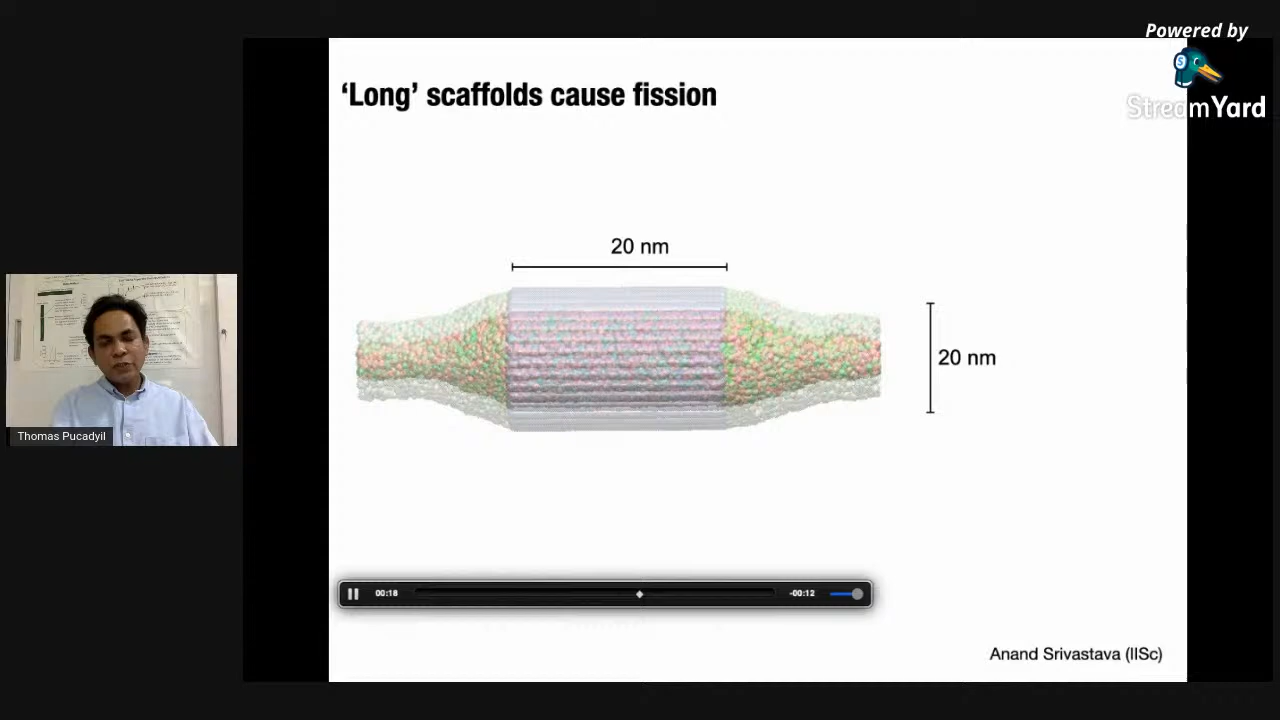 Powered by
StreamYard
'Long' scaffolds cause fission
20 nm
20 nm
Thomas Pucadyil
00:18
-00:12
Anand Srivastava (IISc)